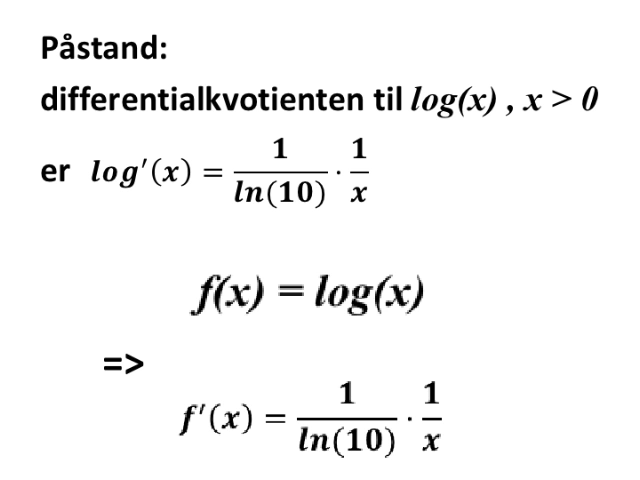 Påstand:
differentialkvotienten til log(x) , x > 0
er log′(x) = 1/ln(10) · 1/x
f(x) = log(x)
=>
f′(x) = 1/ln(10) · 1/x